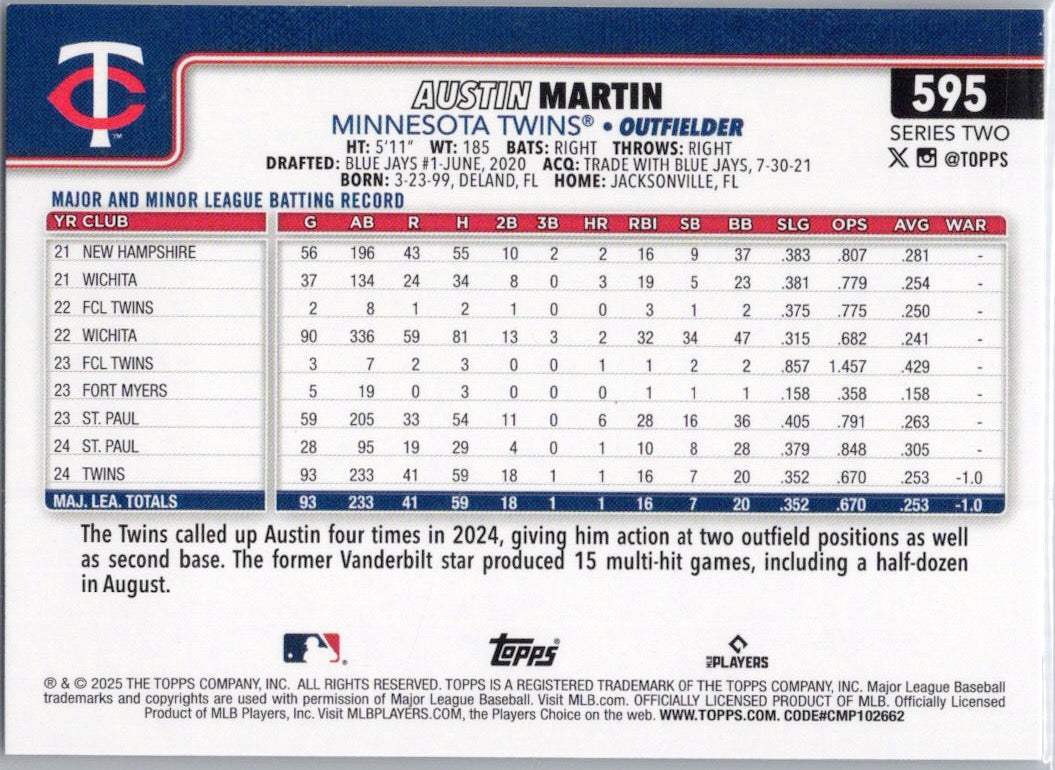 TC
™
595
AUSTIN MARTIN
SERIES TWO
MINNESOTA TWINS® • OUTFIELDER
X @TOPPS
HT: 5'11" WT: 185 BATS: RIGHT THROWS: RIGHT
DRAFTED: BLUE JAYS #1-JUNE, 2020 ACQ: TRADE WITH BLUE JAYS, 7-30-21
BORN: 3-23-99, DELAND, FL HOME: JACKSONVILLE, FL
MAJOR AND MINOR LEAGUE BATTING RECORD
YR CLUB G AB R H 2B 3B HR RBI SB BB SLG OPS AVG WAR
21 NEW HAMPSHIRE 56 196 43 55 10 2 2 16 9 37 .383 .807 .281 -
21 WICHITA 37 134 24 34 8 0 3 19 5 23 .381 .779 .254 -
22 FCL TWINS 2 8 1 2 1 0 0 3 1 2 .375 .775 .250 -
22 WICHITA 90 336 59 81 13 3 2 32 34 47 .315 .682 .241 -
23 FCL TWINS 3 7 2 3 0 0 1 1 2 2 .857 1.457 .429 -
23 FORT MYERS 5 19 0 3 0 0 0 1 1 1 .158 .358 .158 -
23 ST. PAUL 59 205 33 54 11 0 6 28 16 36 .405 .791 .263 -
24 ST. PAUL 28 95 19 29 4 0 1 10 8 28 .379 .848 .305 -
24 TWINS 93 233 41 59 18 1 1 16 7 20 .352 .670 .253 -1.0
MAJ. LEA. TOTALS 93 233 41 59 18 1 1 16 7 20 .352 .670 .253 -1.0
The Twins called up Austin four times in 2024, giving him action at two outfield positions as well
as second base. The former Vanderbilt star produced 15 multi-hit games, including a half-dozen
in August.
® Topps® MLB PLAYERS
® & © 2025 THE TOPPS COMPANY, INC. ALL RIGHTS RESERVED. TOPPS IS A REGISTERED TRADEMARK OF THE TOPPS COMPANY, INC. Major League Baseball
trademarks and copyrights are used with permission of Major League Baseball. Visit MLB.com. OFFICIALLY LICENSED PRODUCT OF MLB. Officially Licensed
Product of MLB Players, Inc. Visit MLBPLAYERS.COM, the Players Choice on the web. WWW.TOPPS.COM. CODE#CMP102662